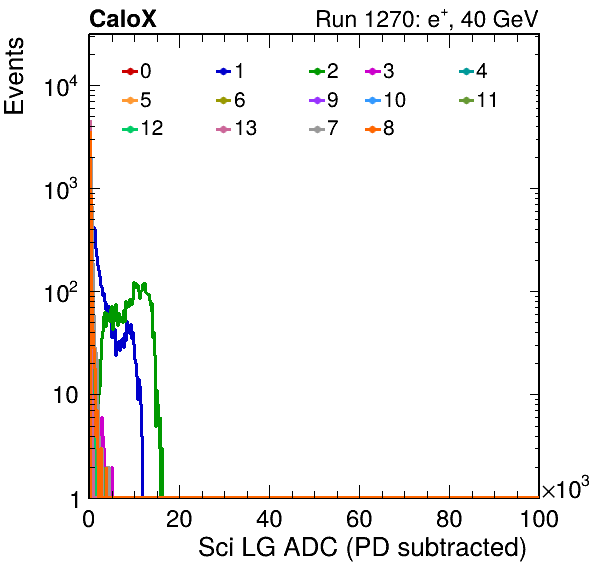 CaloX Run 1270: e⁺, 40 GeV
Events
0 1 2 3 4
5 6 9 10 11
12 13 7 8
10⁴
10³
10²
10
1
0 20 40 60 80 100
×10³
Sci LG ADC (PD subtracted)